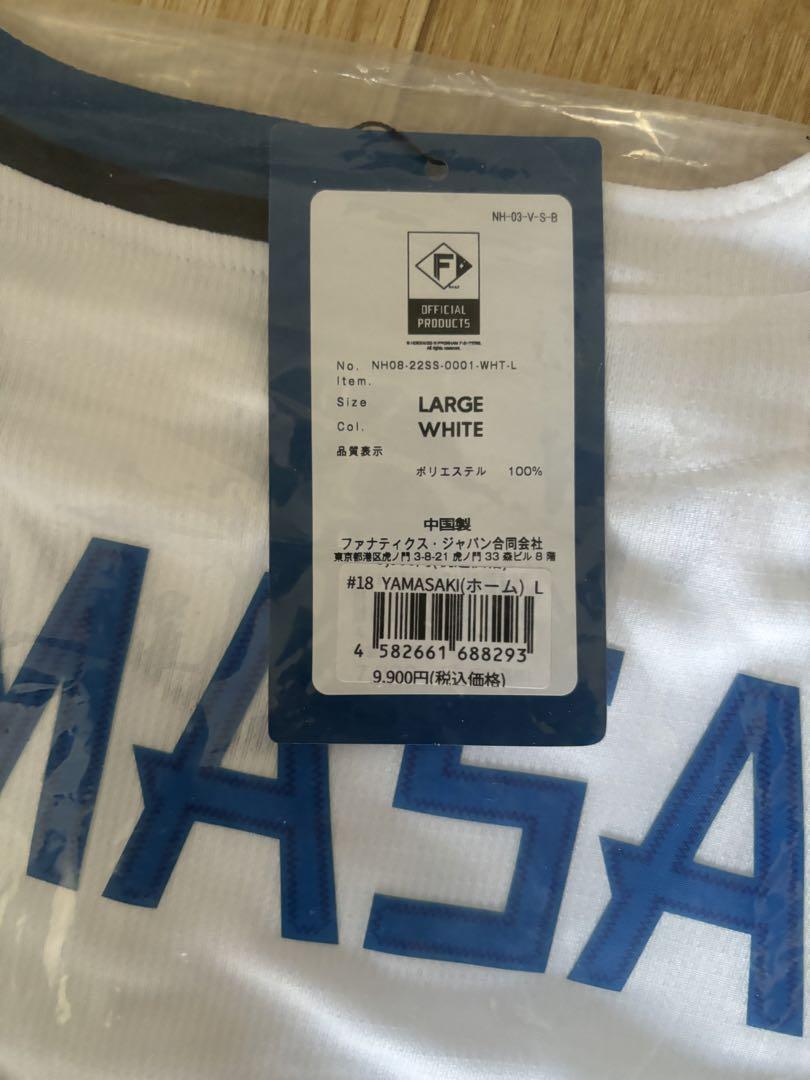 NH-03-V-S-B
F
OFFICIAL
PRODUCTS
All rights reserved.
No. NH08-22SS-0001-WHT-L
Item.
Size LARGE
Col. WHITE
品質表示
ポリエステル 100%
中国製
ファナティクス・ジャパン合同会社
東京都港区虎ノ門 3-8-21 虎ノ門 33 森ビル 8 階
#18 YAMASAKI(ホーム) L
4 582661 688293
9,900円(税込価格)
MASA